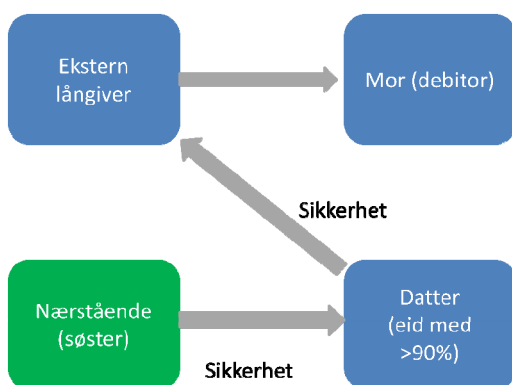 Ekstern
långiver
Mor (debitor)
Sikkerhet
Nærstående
(søster)
Datter
(eid med
>90%)
Sikkerhet